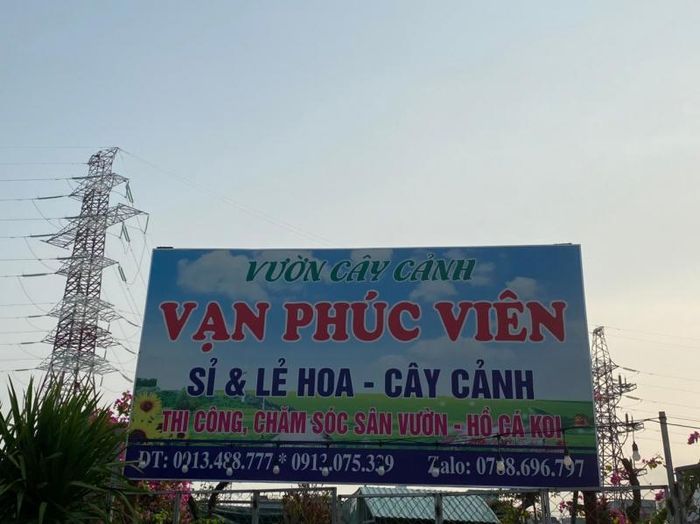 VƯỜN CÂY CẢNH
VẠN PHÚC VIÊN
SỈ & LẺ HOA - CÂY CẢNH
THI CÔNG, CHĂM SÓC SÂN VƯỜN - HỒ CÁ KOI
ĐT: 0913.488.777 * 0913.075.339 Zalo: 0788.696.797